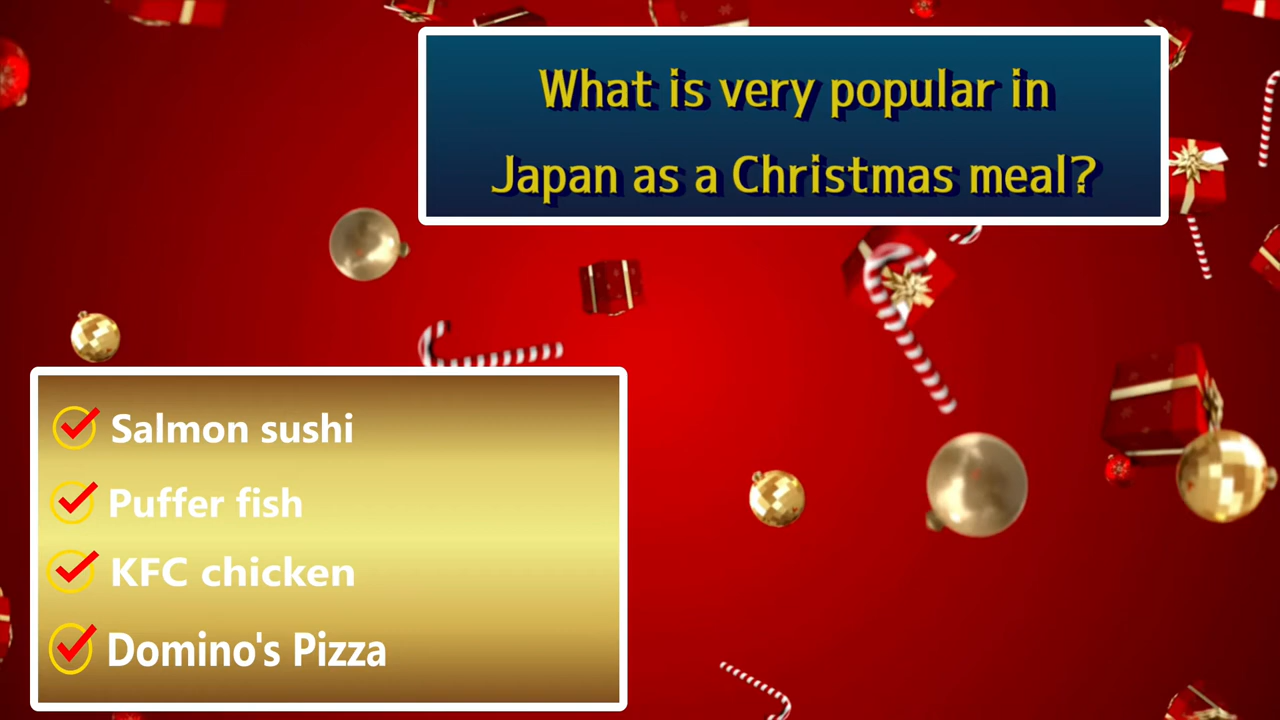 What is very popular in
Japan as a Christmas meal?
Salmon sushi
Puffer fish
KFC chicken
Domino's Pizza